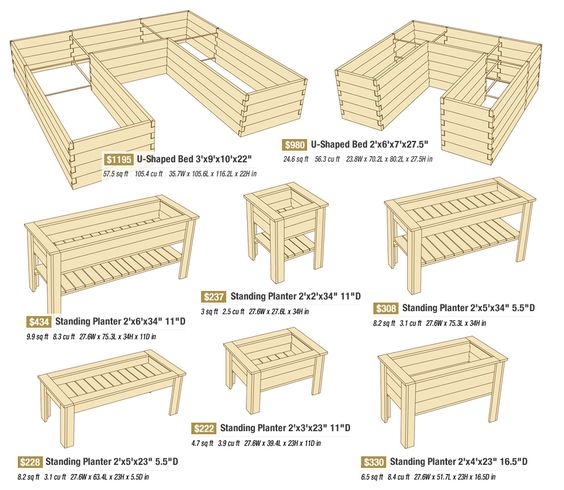 $1195 U-Shaped Bed 3'x9'x10'x22"
57.5 sq ft 105.4 cu ft 35.7W x 105.6L x 116.2L x 22H in
$980 U-Shaped Bed 2'x6'x7'x27.5"
24.6 sq ft 56.3 cu ft 23.8W x 70.2L x 80.2L x 27.5H in
$434 Standing Planter 2'x6'x34" 11"D
9.9 sq ft 8.3 cu ft 27.6W x 75.3L x 34H x 11D in
$237 Standing Planter 2'x2'x34" 11"D
3 sq ft 2.5 cu ft 27.6W x 27.6L x 34H in
$308 Standing Planter 2'x5'x34" 5.5"D
8.2 sq ft 3.1 cu ft 27.6W x 75.3L x 34H in
$228 Standing Planter 2'x5'x23" 5.5"D
8.2 sq ft 3.1 cu ft 27.6W x 63.4L x 23H x 5.5D in
$222 Standing Planter 2'x3'x23" 11"D
4.7 sq ft 3.9 cu ft 27.6W x 39.4L x 23H x 11D in
$330 Standing Planter 2'x4'x23" 16.5"D
6.5 sq ft 8.4 cu ft 27.6W x 51.7L x 23H x 16.5D in